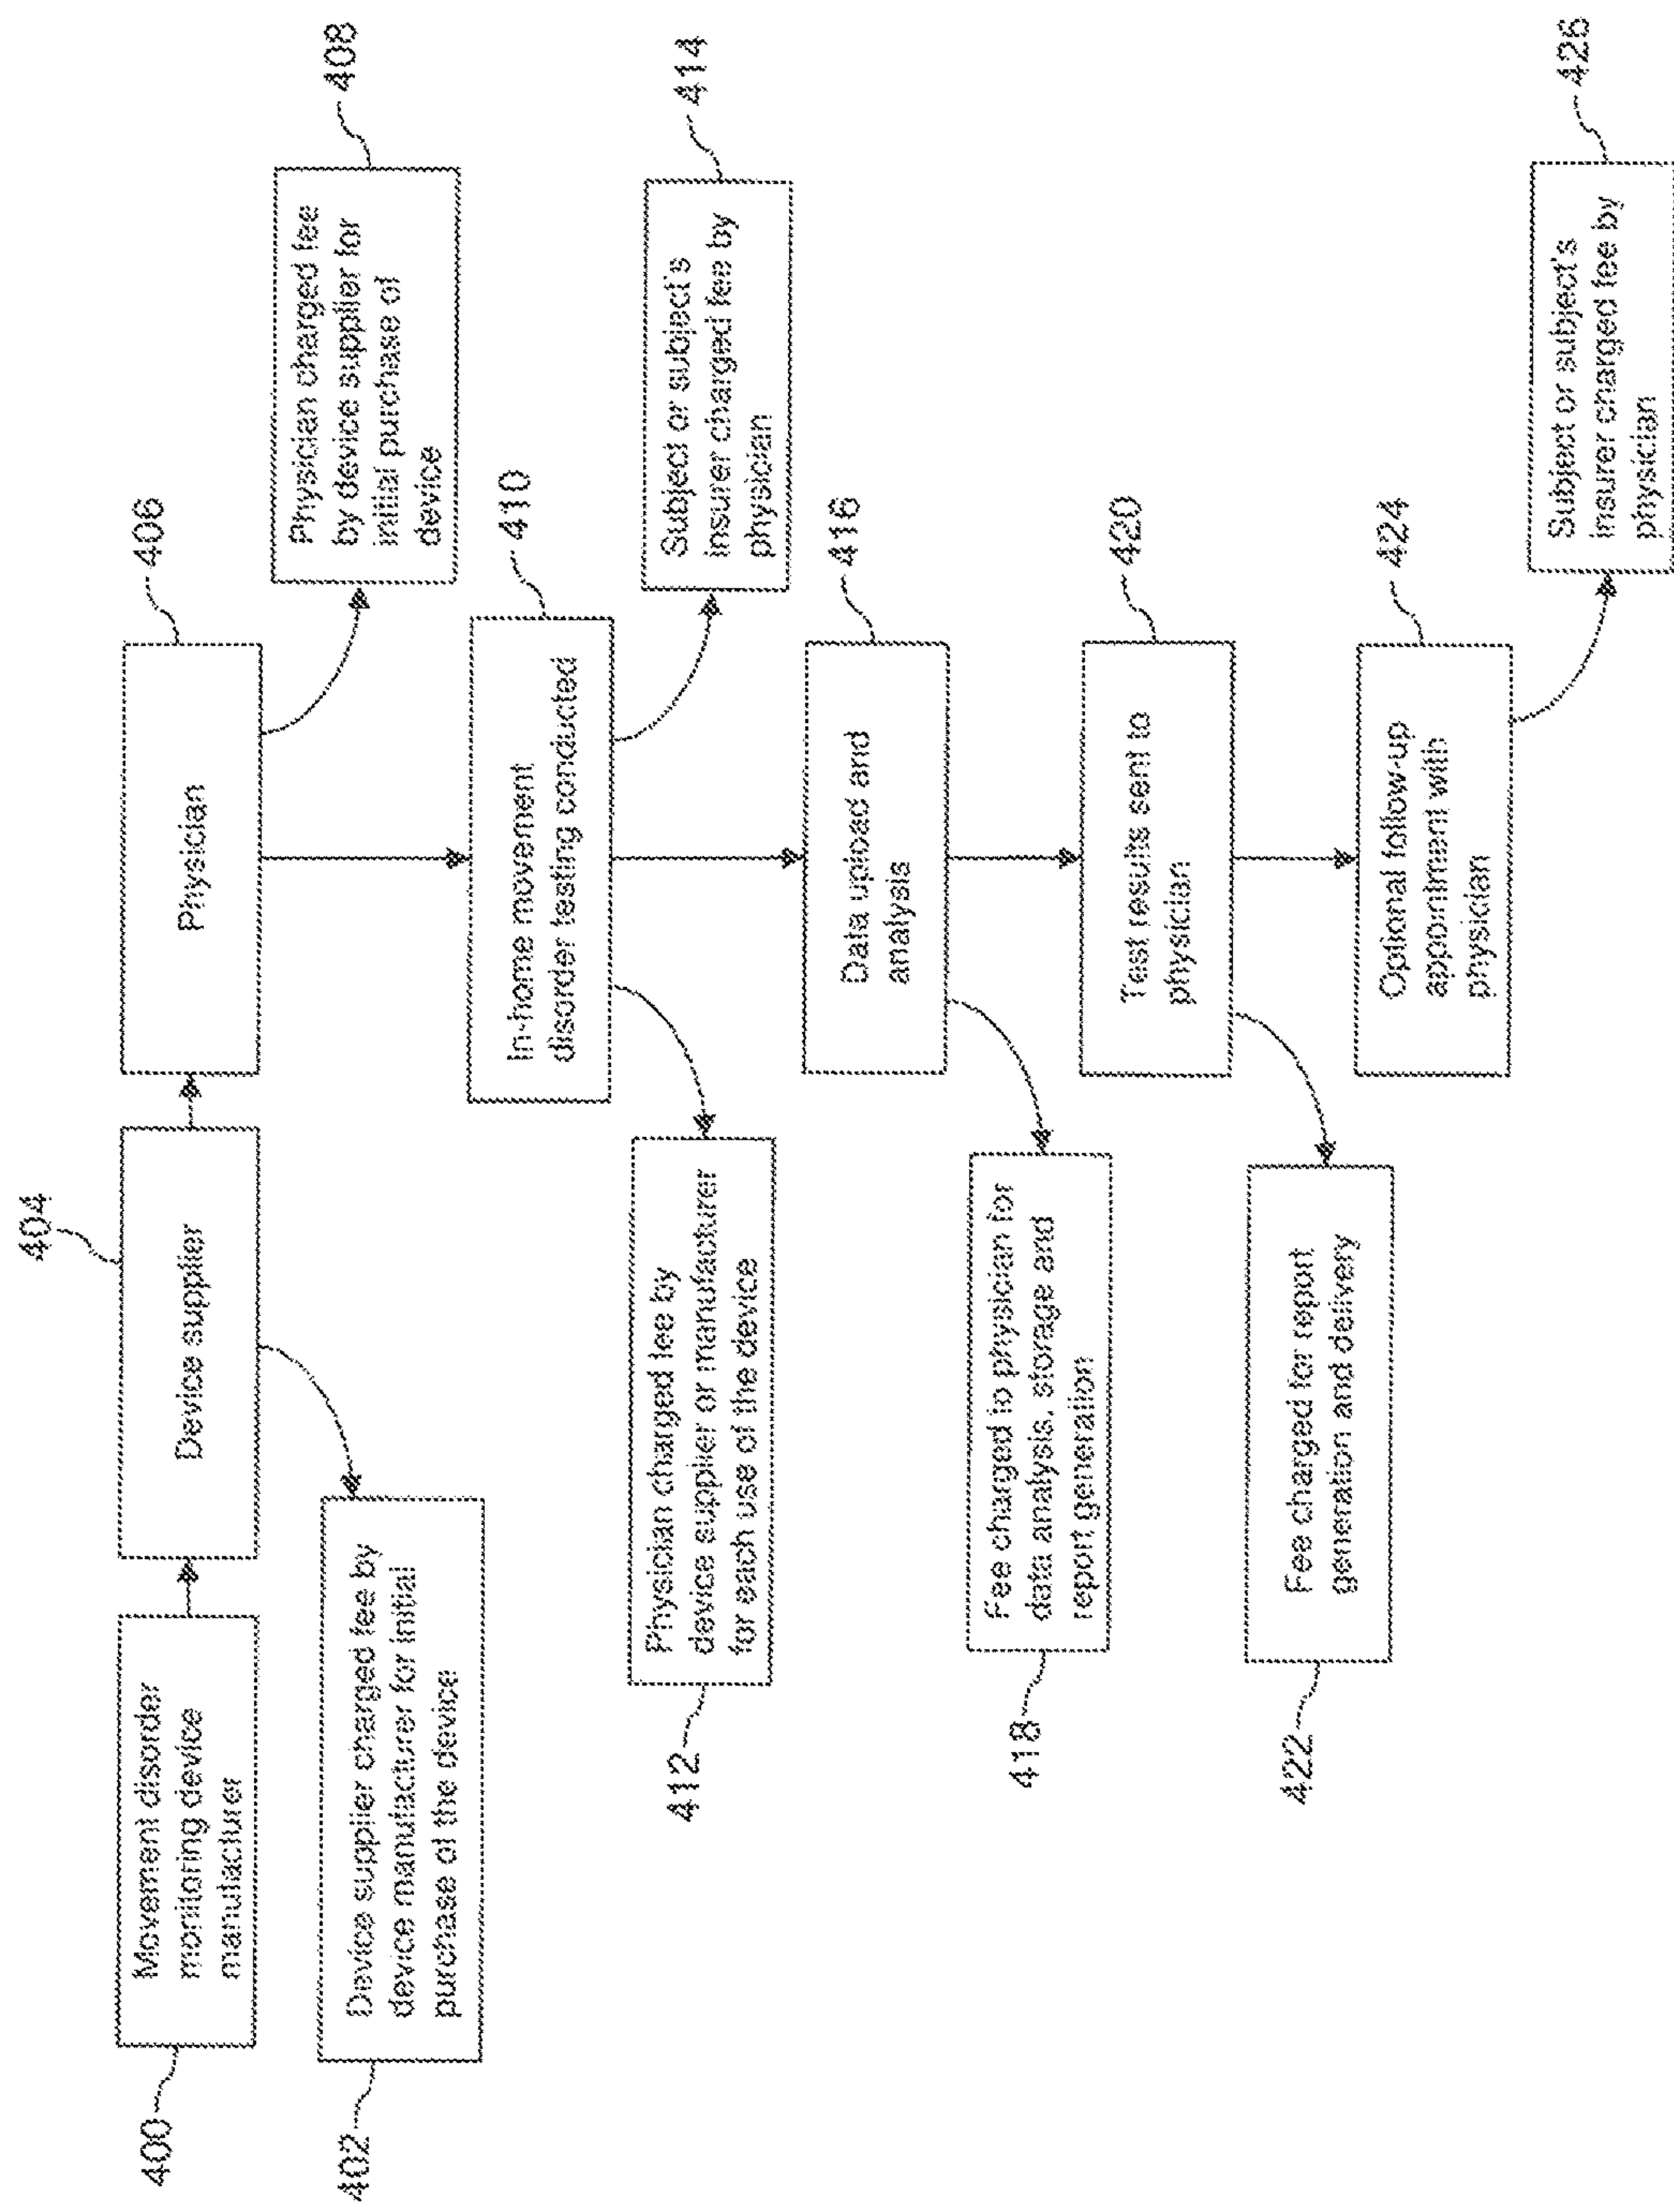 400
Movement disorder
monitoring device
manufacturer
404
Device supplier
406
Physician
402
Device supplier charged fee by
device manufacturer for initial
purchase of the device
408
Physician charged fee
by device supplier for
initial purchase of
device
410
In-home movement
disorder testing conducted
412
Physician charged fee by
device supplier or manufacturer
for each use of the device
414
Subject or subject's
insurer charged fee by
physician
416
Data upload and
analysis
418
Fee charged to physician for
data analysis, storage and
report generation
420
Test results sent to
physician
422
Fee charged for report
generation and delivery
424
Optional follow-up
appointment with
physician
426
Subject or subject's
insurer charged fee by
physician